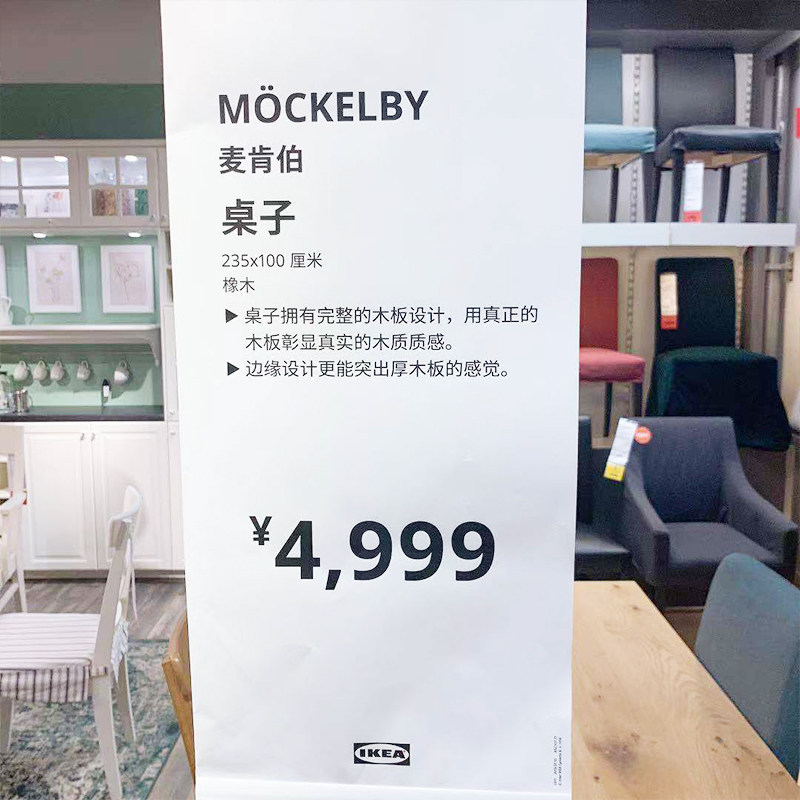 MÖCKELBY
麦肯伯
桌子
235x100 厘米
橡木
▶ 桌子拥有完整的木板设计，用真正的
木板彰显真实的木质质感。
▶ 边缘设计更能突出厚木板的感觉。
¥4,999
IKEA